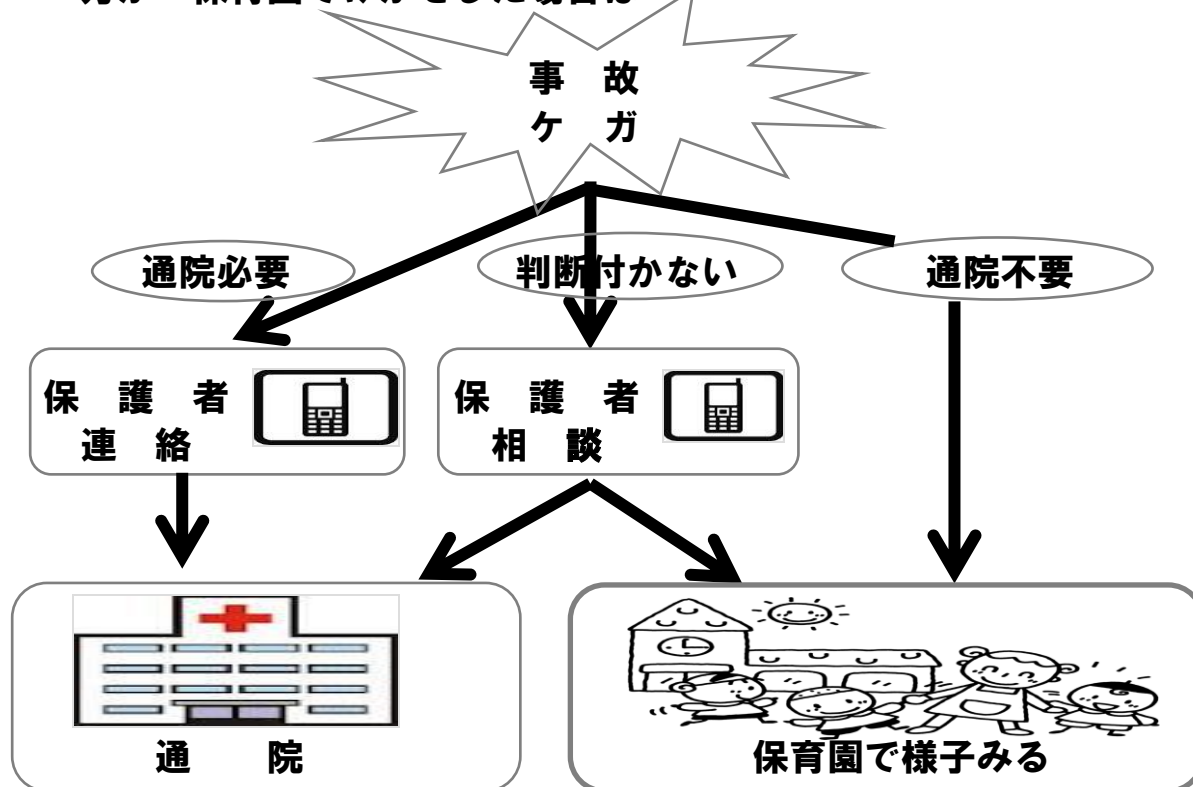 事　故
ケ　ガ
通院必要
判断付かない
通院不要
保　護　者
連　絡
保　護　者
相　談
通　　院
保育園で様子みる